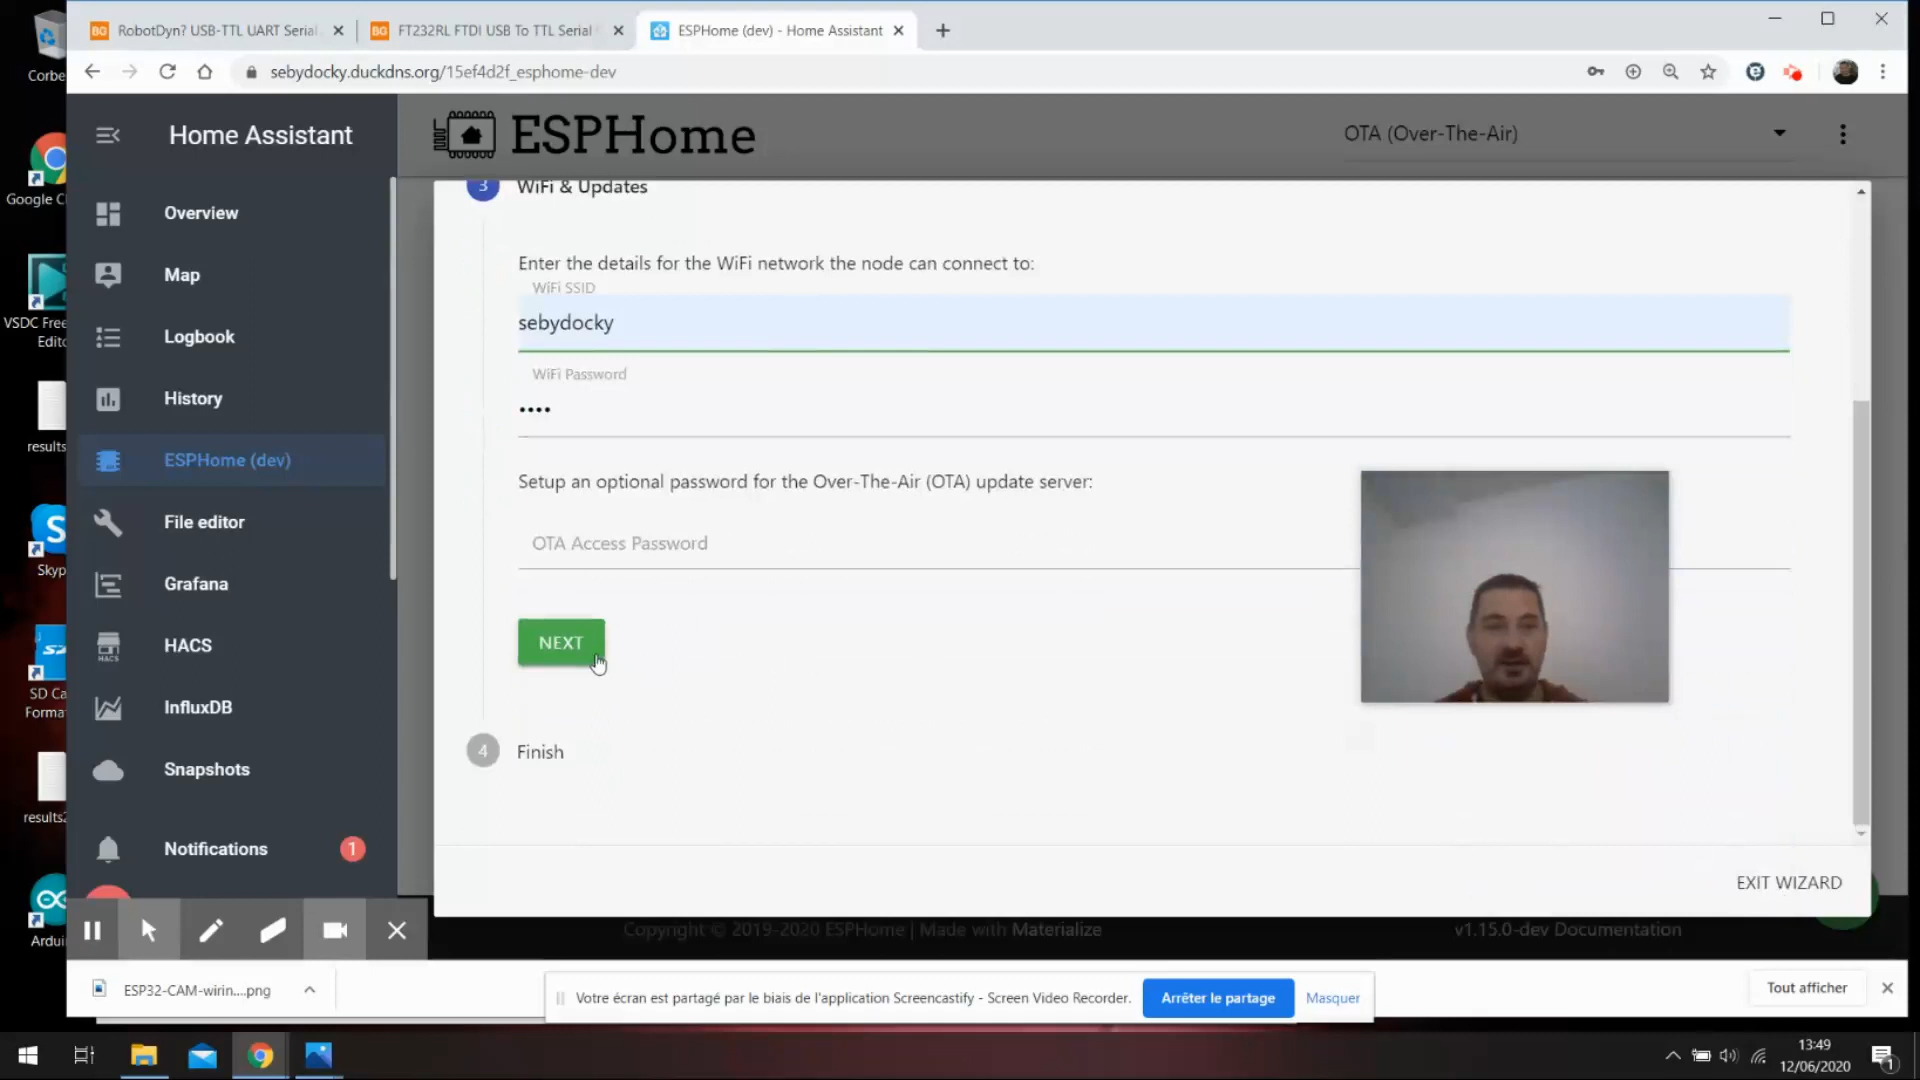 RobotDyn? USB-TTL UART Serial
FT232RL FTDI USB To TTL Serial
ESPHome (dev) - Home Assistant
sebydocky.duckdns.org/15ef4d2f_esphome-dev
Corbe
Google C
VSDC Free
Edit
results
Skyp
SD Ca
Forma
results2
Ardui
Home Assistant
Overview
Map
Logbook
History
ESPHome (dev)
File editor
Grafana
HACS
HACS
InfluxDB
Snapshots
Notifications
1
ESPHome
OTA (Over-The-Air)
3
WiFi & Updates
Enter the details for the WiFi network the node can connect to:
WiFi SSID
sebydocky
WiFi Password
••••
Setup an optional password for the Over-The-Air (OTA) update server:
OTA Access Password
NEXT
4
Finish
EXIT WIZARD
Copyright © 2019-2020 ESPHome | Made with Materialize
v1.15.0-dev Documentation
ESP32-CAM-wirin....png
Votre écran est partagé par le biais de l'application Screencastify - Screen Video Recorder.
Arrêter le partage
Masquer
Tout afficher
13:49
12/06/2020
1